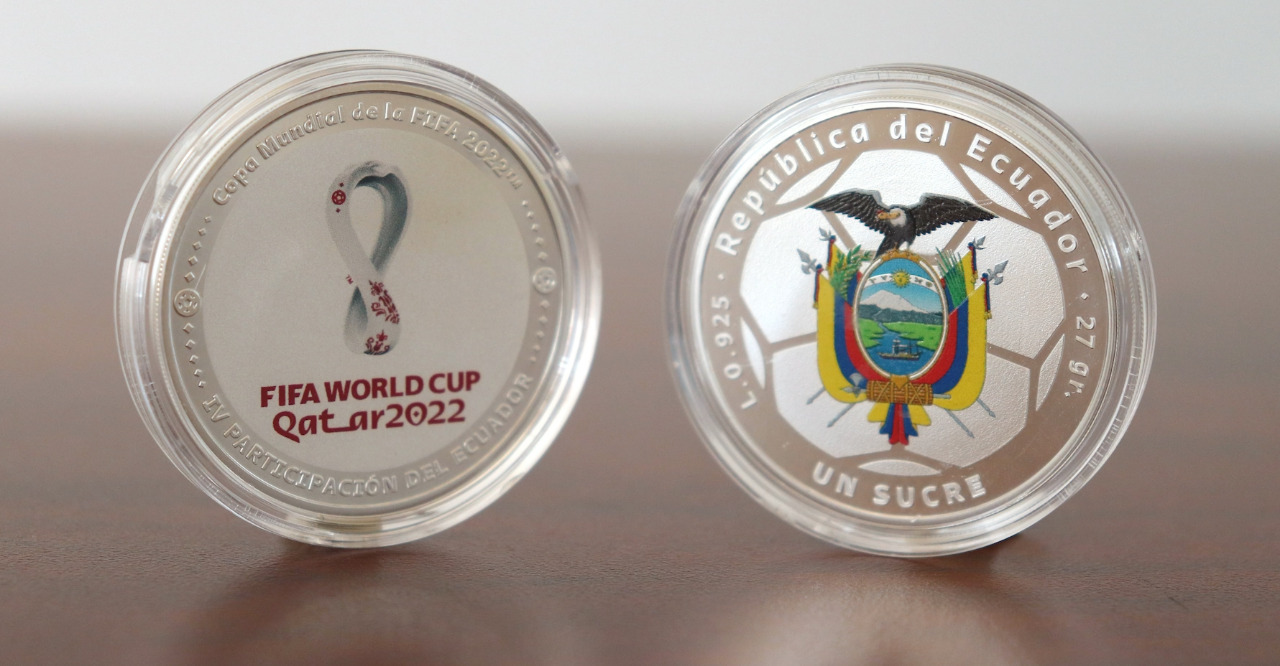 Copa Mundial de la FIFA 2022™
FIFA WORLD CUP
Qatar2022
IV PARTICIPACIÓN DEL ECUADOR
L.0.925 · República del Ecuador · 27 gr.
UN SUCRE